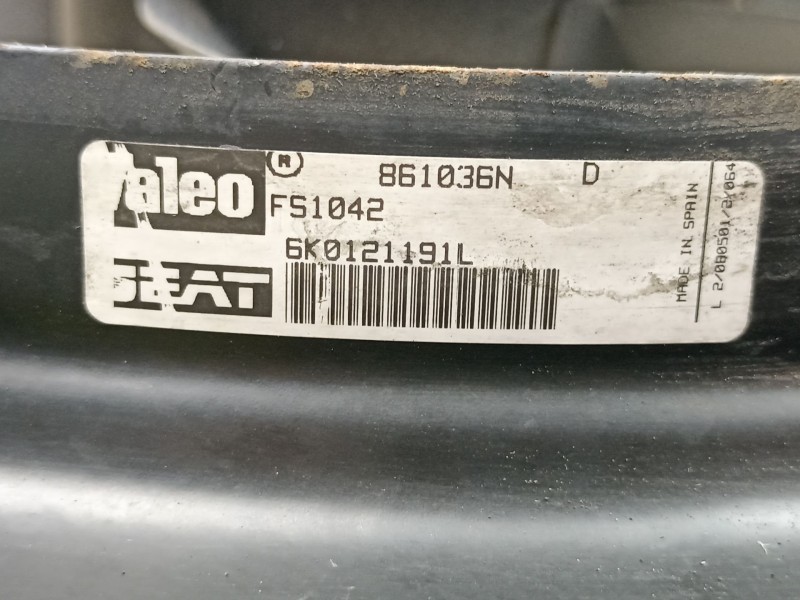 Valeo ® 861036N D
FS1042
6K0121191L
SEAT
MADE IN SPAIN
L 2/080501/2/064